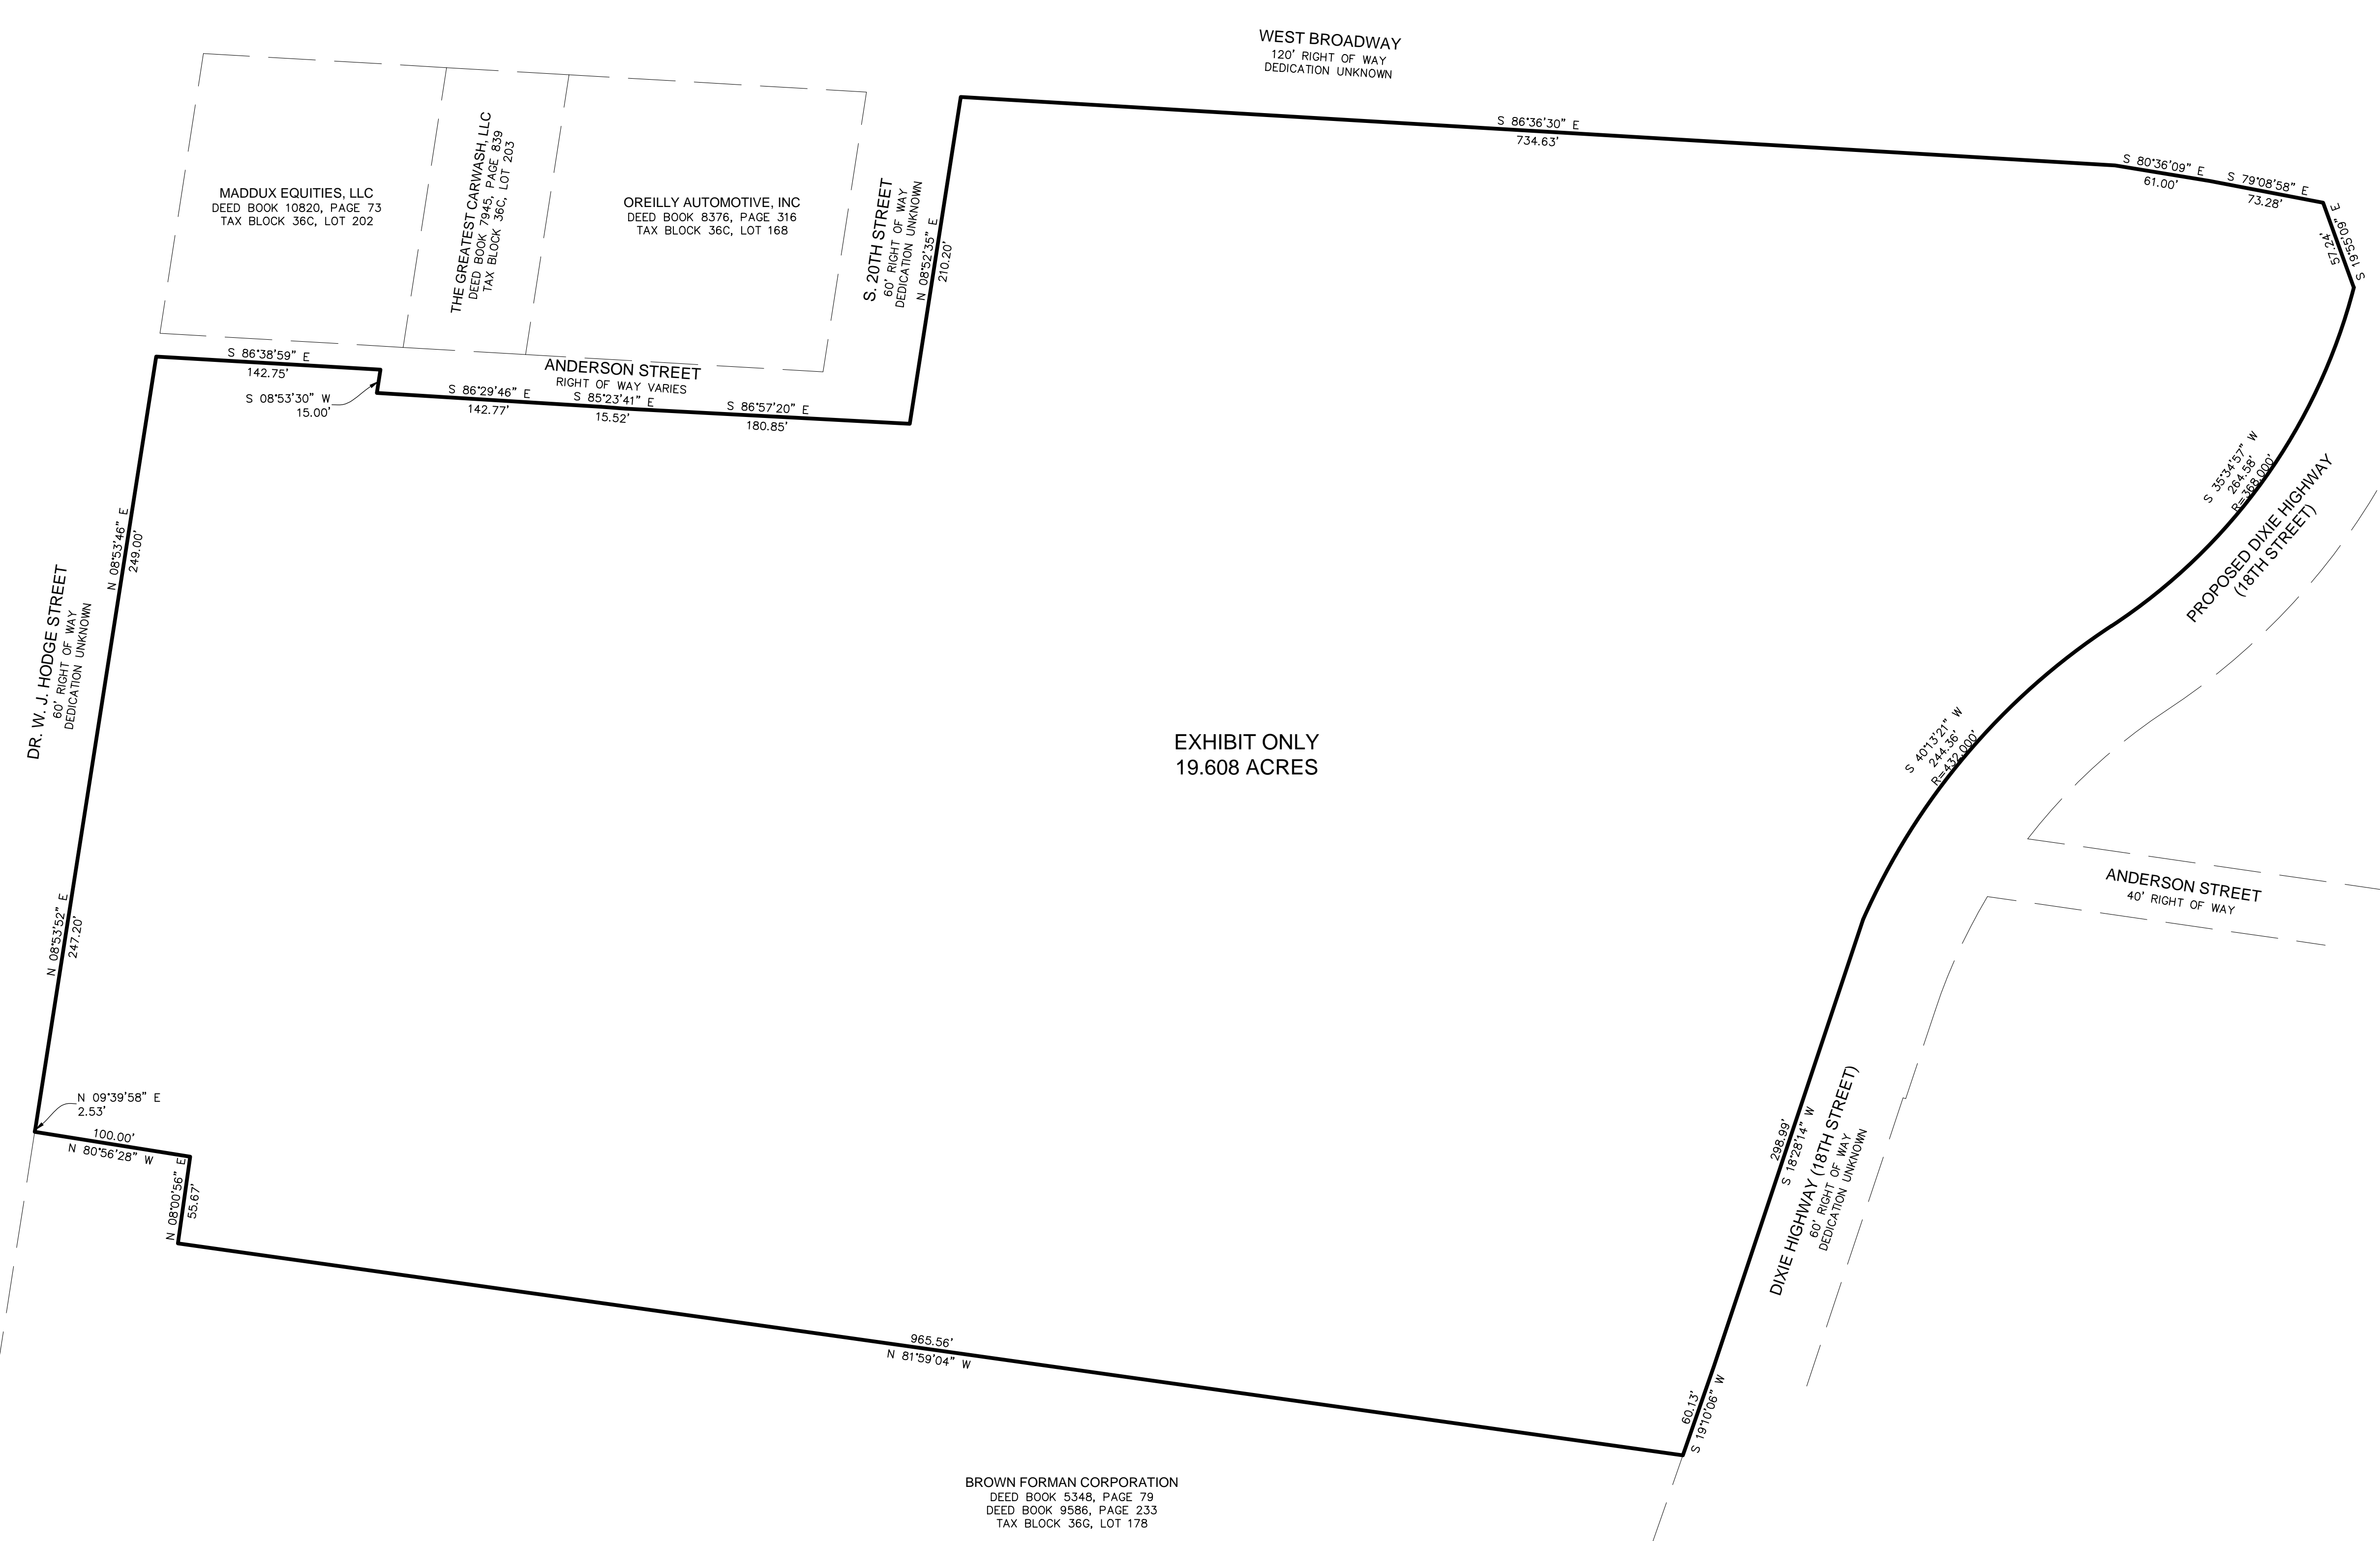 WEST BROADWAY
120' RIGHT OF WAY
DEDICATION UNKNOWN
S 86°36'30" E
734.63'
S 80°36'09" E
61.00'
S 79°08'58" E
73.28'
S 19°55'09" E
57.24'
MADDUX EQUITIES, LLC
DEED BOOK 10820, PAGE 73
TAX BLOCK 36C, LOT 202
THE GREATEST CARWASH, LLC
DEED BOOK 7945, PAGE 839
TAX BLOCK 36C, LOT 203
OREILLY AUTOMOTIVE, INC
DEED BOOK 8376, PAGE 316
TAX BLOCK 36C, LOT 168
S. 20TH STREET
60' RIGHT OF WAY
DEDICATION UNKNOWN
N 08°52'35" E
210.20'
S 86°38'59" E
142.75'
S 08°53'30" W
15.00'
ANDERSON STREET
RIGHT OF WAY VARIES
S 86°29'46" E
142.77'
S 85°23'41" E
15.52'
S 86°57'20" E
180.85'
S 35°34'57" W
264.58'
R=368.000'
PROPOSED DIXIE HIGHWAY
(18TH STREET)
N 08°53'46" E
249.00'
DR. W. J. HODGE STREET
60' RIGHT OF WAY
DEDICATION UNKNOWN
EXHIBIT ONLY
19.608 ACRES
S 40°13'21" W
244.36'
R=432.000'
ANDERSON STREET
40' RIGHT OF WAY
N 08°53'52" E
247.20'
N 09°39'58" E
2.53'
100.00'
N 80°56'28" W
N 08°00'56" E
55.67'
298.99'
S 18°28'14" W
DIXIE HIGHWAY (18TH STREET)
60' RIGHT OF WAY
DEDICATION UNKNOWN
965.56'
N 81°59'04" W
60.13'
S 19°10'06" W
BROWN FORMAN CORPORATION
DEED BOOK 5348, PAGE 79
DEED BOOK 9586, PAGE 233
TAX BLOCK 36G, LOT 178